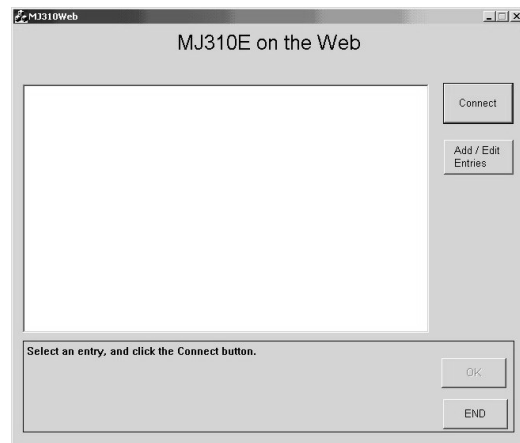 MJ310Web
MJ310E on the Web
Connect
Add / Edit
Entries
Select an entry, and click the Connect button.
OK
END